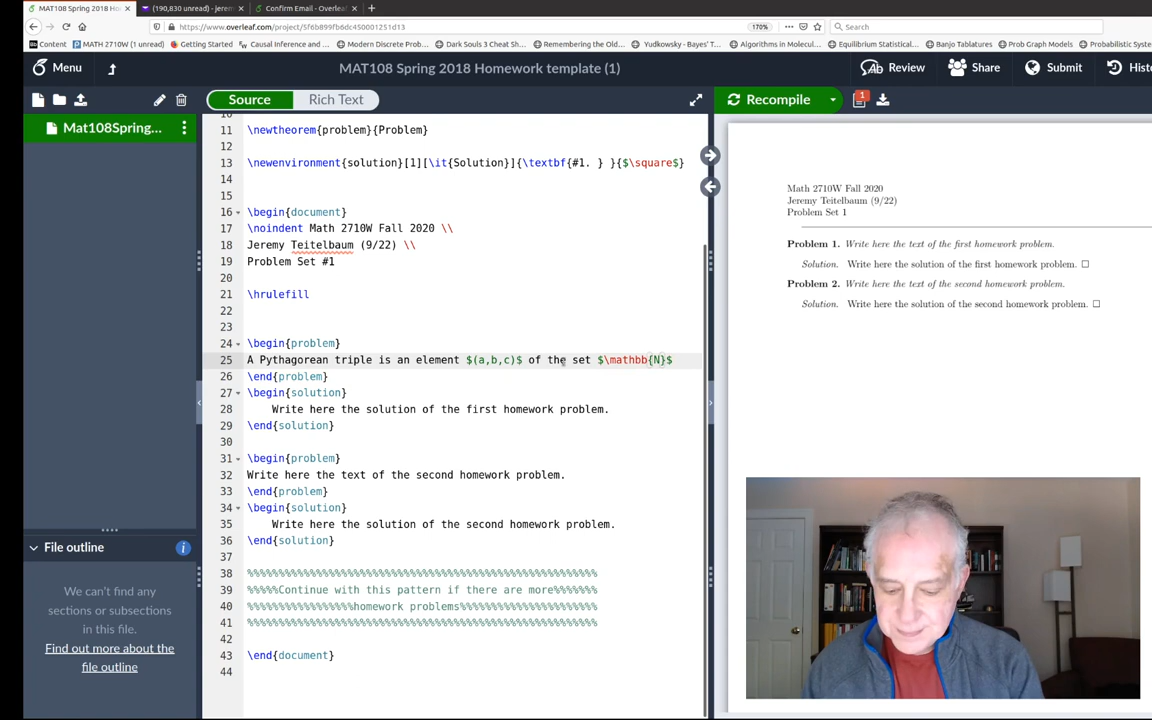 MAT108 Spring 2018 Ho
(190,830 unread) - jerem
Confirm Email - Overlea
https://www.overleaf.com/project/5f6b899fb6dc450001251d13
170%
Search
Content
MATH 2710W (1 unread)
Getting Started
Causal Inference and ...
Modern Discrete Prob...
Dark Souls 3 Cheat Sh...
Remembering the Old...
Yudkowsky - Bayes' T...
Algorithms in Molecul...
Equilibrium Statistical...
Banjo Tablatures
Prob Graph Models
Probabilistic Syste
Menu
MAT108 Spring 2018 Homework template (1)
Review
Share
Submit
Histo
Source
Rich Text
Recompile
1
Mat108Spring...
10
11 \newtheorem{problem}{Problem}
12
13 \newenvironment{solution}[1][\it{Solution}]{\textbf{#1. } }{$\square$}
14
15
16 \begin{document}
17 \noindent Math 2710W Fall 2020 \\
18 Jeremy Teitelbaum (9/22) \\
19 Problem Set #1
20
21 \hrulefill
22
23
24 \begin{problem}
25 A Pythagorean triple is an element $(a,b,c)$ of the set $\mathbb{N}$
26 \end{problem}
27 \begin{solution}
28 Write here the solution of the first homework problem.
29 \end{solution}
30
31 \begin{problem}
32 Write here the text of the second homework problem.
33 \end{problem}
34 \begin{solution}
35 Write here the solution of the second homework problem.
36 \end{solution}
37
38 %%%%%%%%%%%%%%%%%%%%%%%%%%%%%%%%%%%%%%%%%%%%%%%%%%%%%%%%
39 %%%%%Continue with this pattern if there are more%%%%%%%
40 %%%%%%%%%%%%%%%%%homework problems%%%%%%%%%%%%%%%%%%%%%%
41 %%%%%%%%%%%%%%%%%%%%%%%%%%%%%%%%%%%%%%%%%%%%%%%%%%%%%%%%
42
43 \end{document}
44
File outline
We can't find any
sections or subsections
in this file.
Find out more about the
file outline
Math 2710W Fall 2020
Jeremy Teitelbaum (9/22)
Problem Set 1
Problem 1. Write here the text of the first homework problem.
Solution. Write here the solution of the first homework problem. □
Problem 2. Write here the text of the second homework problem.
Solution. Write here the solution of the second homework problem. □